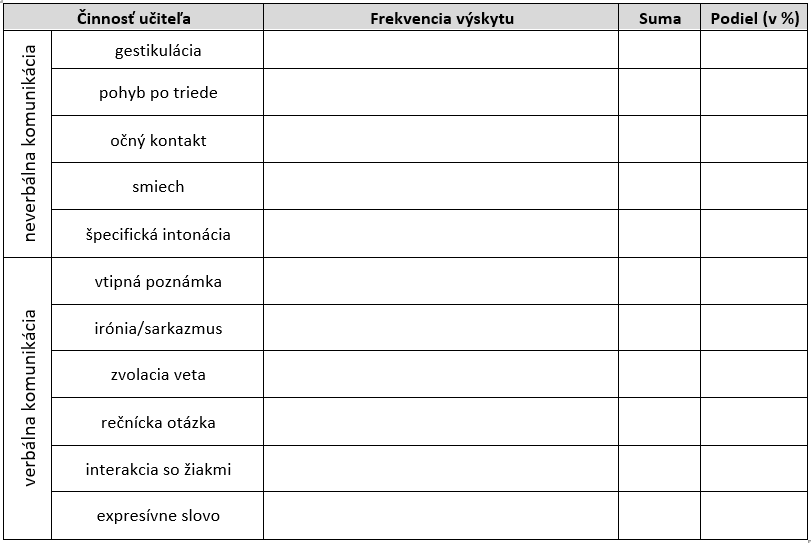 Činnosť učiteľa Frekvencia výskytu Suma Podiel (v %)
neverbálna komunikácia
gestikulácia
pohyb po triede
očný kontakt
smiech
špecifická intonácia
verbálna komunikácia
vtipná poznámka
irónia/sarkazmus
zvolacia veta
rečnícka otázka
interakcia so žiakmi
expresívne slovo